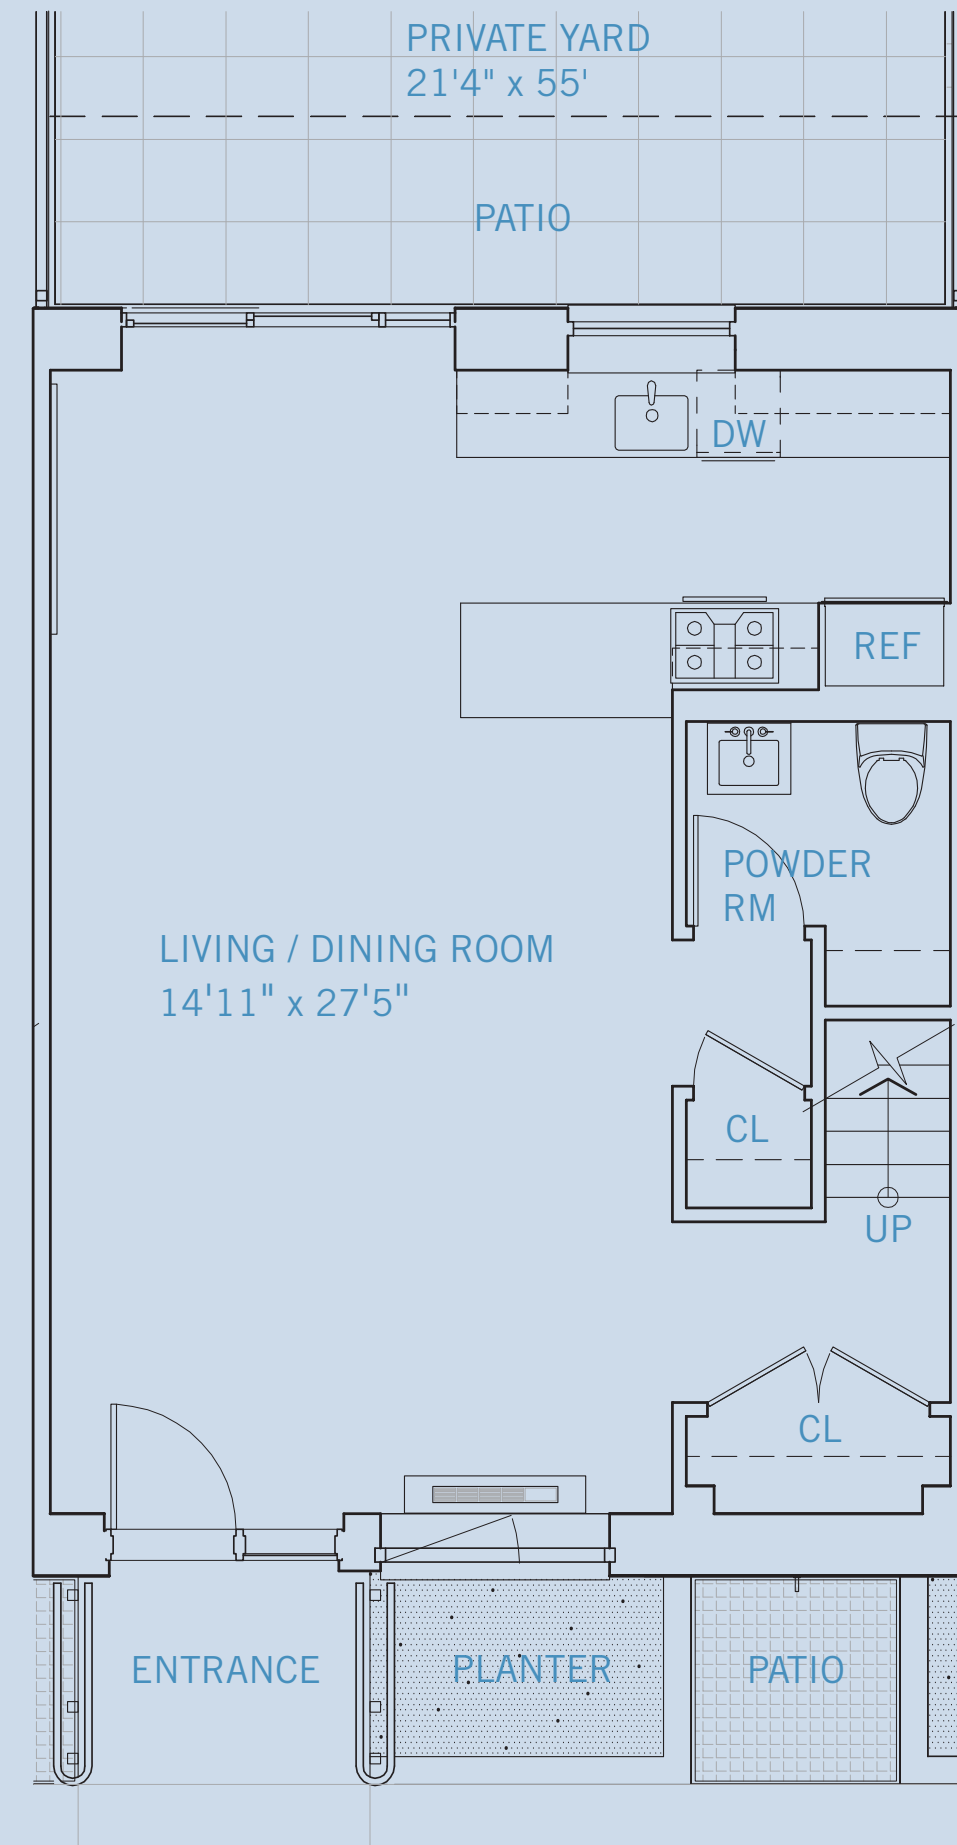 PRIVATE YARD
21'4" x 55'
PATIO
DW
REF
POWDER
RM
LIVING / DINING ROOM
14'11" x 27'5"
CL
UP
CL
ENTRANCE
PLANTER
PATIO